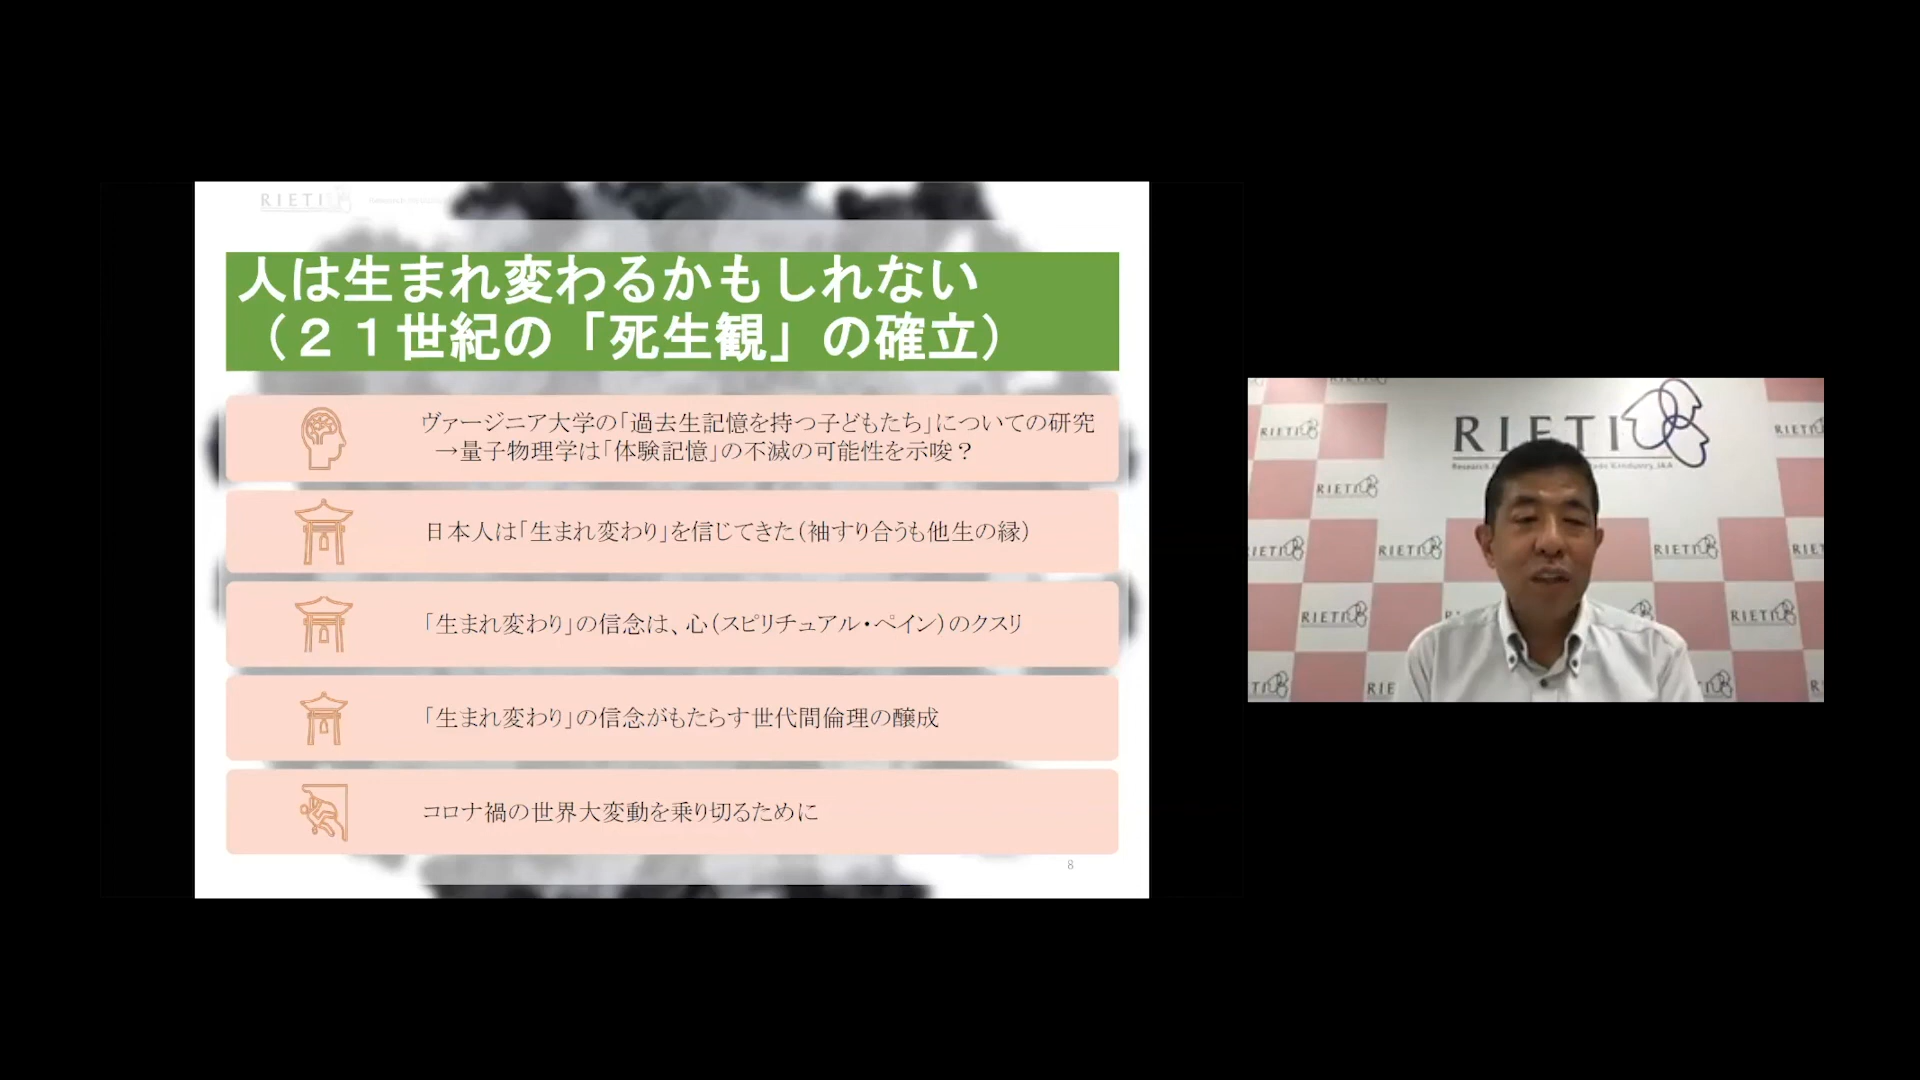 RIETI
人は生まれ変わるかもしれない
（２１世紀の「死生観」の確立）
ヴァージニア大学の「過去生記憶を持つ子どもたち」についての研究
→量子物理学は「体験記憶」の不滅の可能性を示唆？
日本人は「生まれ変わり」を信じてきた（袖すり合うも他生の縁）
「生まれ変わり」の信念は、心（スピリチュアル・ペイン）のクスリ
「生まれ変わり」の信念がもたらす世代間倫理の醸成
コロナ禍の世界大変動を乗り切るために
8
RIETI
RIETI
RIETI
RIETI
RIETI
RIETI
RIETI
RIETI
RIETI